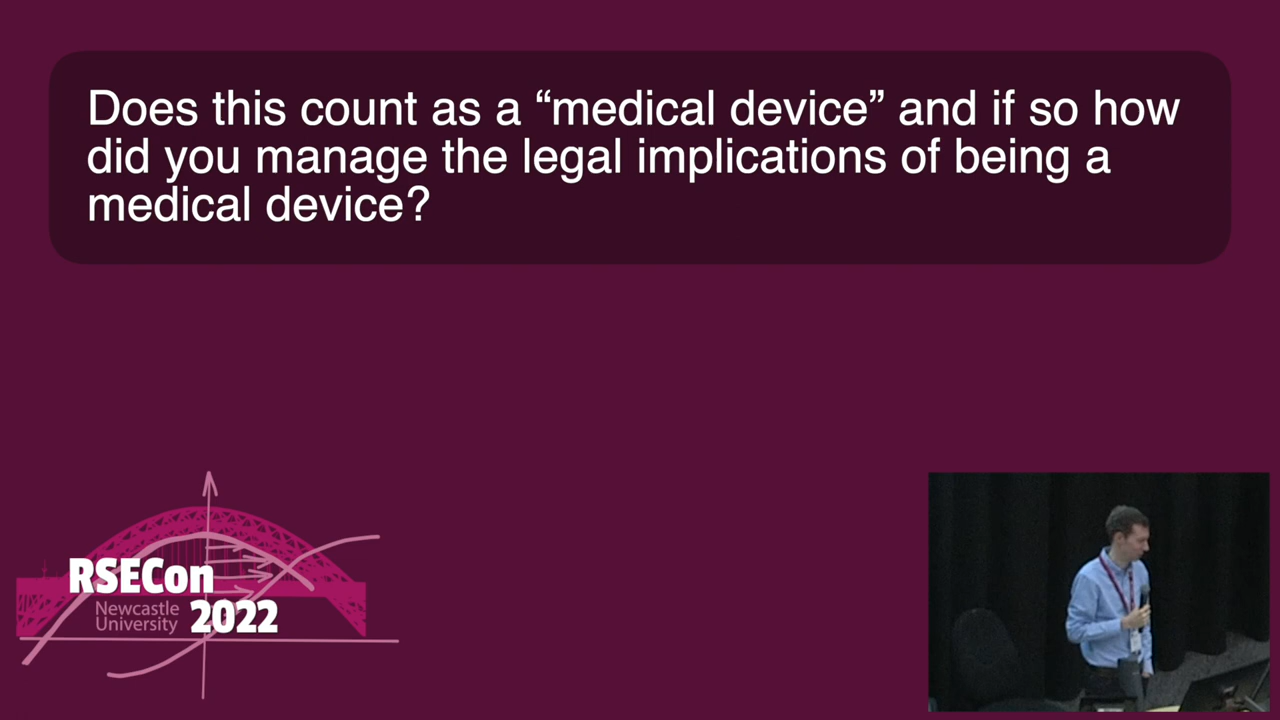 Does this count as a “medical device” and if so how
did you manage the legal implications of being a
medical device?
RSECon
Newcastle
University
2022